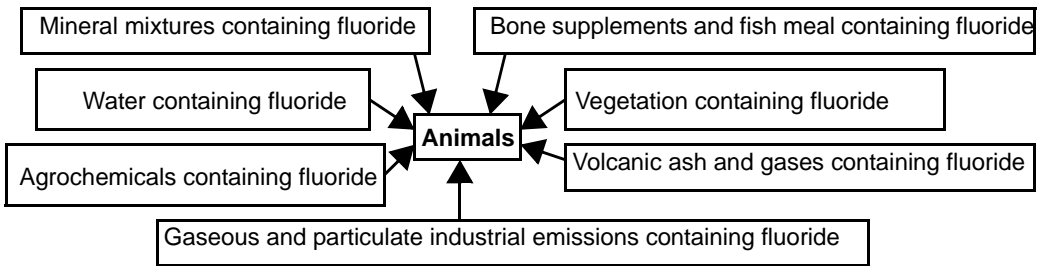 Mineral mixtures containing fluoride
Bone supplements and fish meal containing fluoride
Water containing fluoride
Vegetation containing fluoride
Animals
Agrochemicals containing fluoride
Volcanic ash and gases containing fluoride
Gaseous and particulate industrial emissions containing fluoride